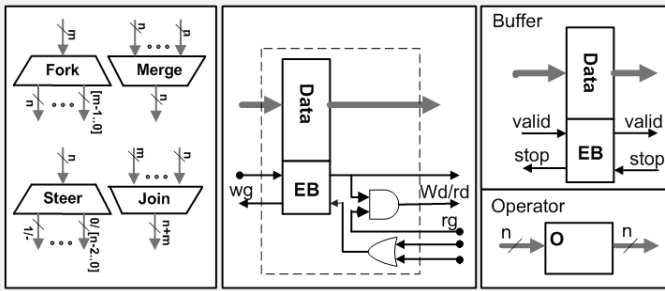 m
n
n
Fork
Merge
n
[m-1..0]
n
n
m
n
Steer
Join
1/-
0/ [n-2..0]
n+m
Data
EB
wg
Wd/rd
rg
Buffer
Data
valid
valid
EB
stop
stop
Operator
n
O
n